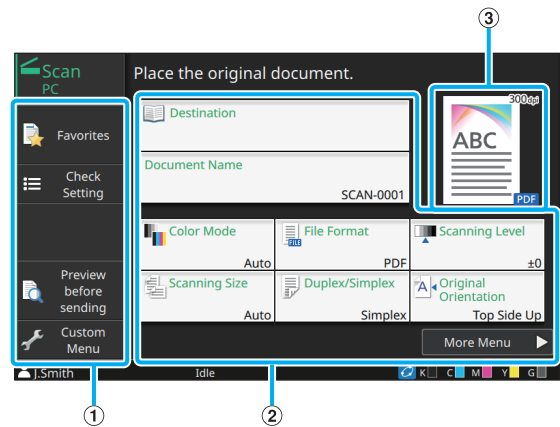 ③
Scan
PC
Place the original document.
300dpi
Favorites
Destination
ABC
Check
Setting
Document Name
SCAN-0001
PDF
Color Mode
File Format
Scanning Level
FILE
Auto
PDF
±0
Preview
before
sending
Scanning Size
Duplex/Simplex
Original
Orientation
A
Auto
Simplex
Top Side Up
Custom
Menu
More Menu
J.Smith
Idle
K C M Y G
① ②